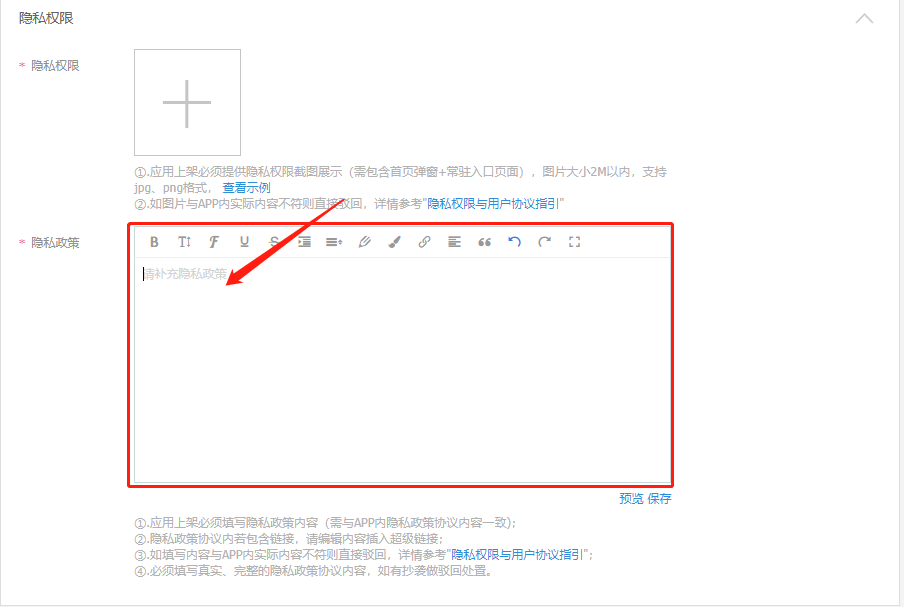 隐私权限
* 隐私权限
①.应用上架必须提供隐私权限截图展示（需包含首页弹窗+常驻入口页面），图片大小2M以内，支持
jpg、png格式， 查看示例
②.如图片与APP内实际内容不符则直接驳回，详情参考"隐私权限与用户协议指引"
* 隐私政策
请补充隐私政策
预览 保存
①.应用上架必须填写隐私政策内容（需与APP内隐私政策协议内容一致）;
②.隐私政策协议内若包含链接，请编辑内容插入超级链接;
③.如填写内容与APP内实际内容不符则直接驳回，详情参考"隐私权限与用户协议指引";
④.必须填写真实、完整的隐私政策协议内容，如有抄袭做驳回处置。